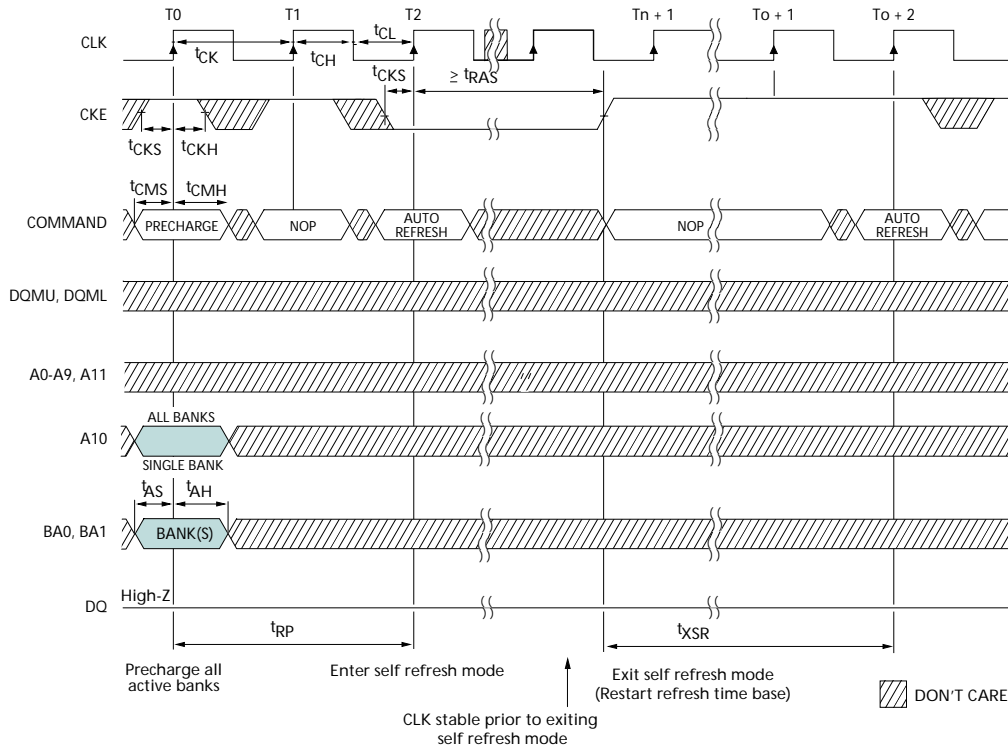 T0 T1 T2 Tn + 1 To + 1 To + 2
CLK
tCK tCH tCL
tCKS ≥ tRAS
CKE
tCKS tCKH
tCMS tCMH
COMMAND PRECHARGE NOP AUTO REFRESH NOP AUTO REFRESH
DQMU, DQML
A0-A9, A11
ALL BANKS
A10
SINGLE BANK
tAS tAH
BA0, BA1 BANK(S)
High-Z
DQ
tRP tXSR
Precharge all
active banks
Enter self refresh mode
Exit self refresh mode
(Restart refresh time base)
CLK stable prior to exiting
self refresh mode
DON'T CARE